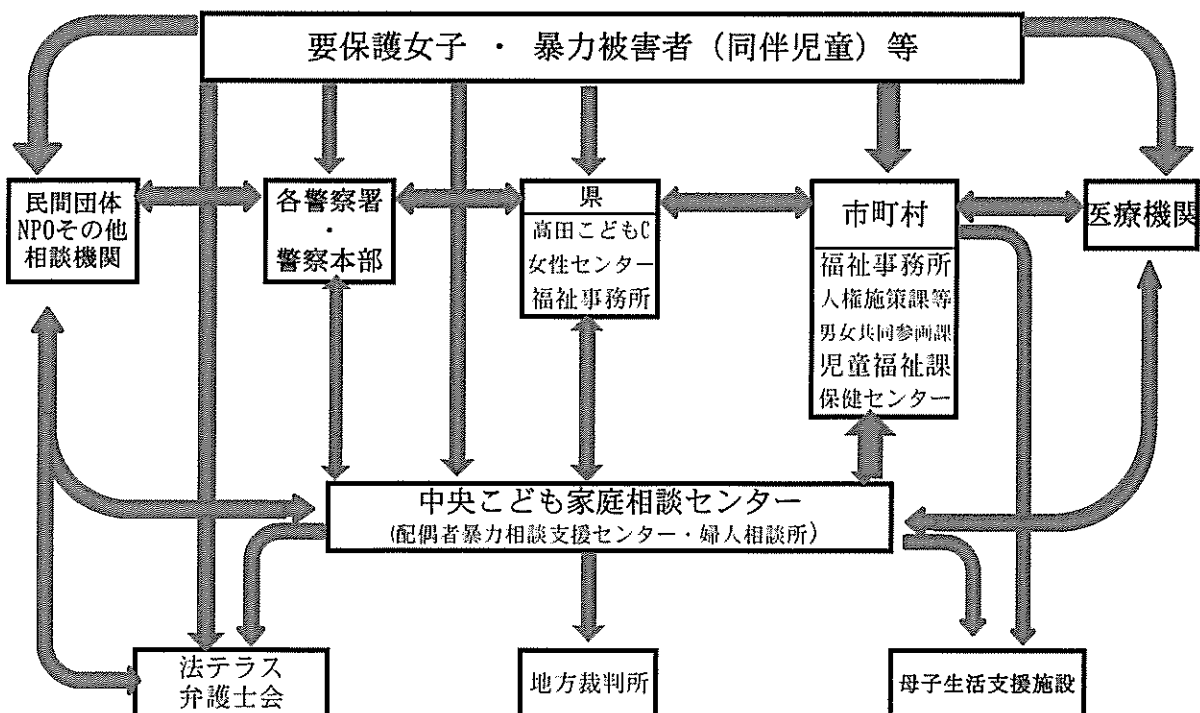 要保護女子 ・ 暴力被害者（同伴児童）等
民間団体
NPOその他
相談機関
各警察署
・
警察本部
県
高田こどもC
女性センター
福祉事務所
市町村
福祉事務所
人権施策課等
男女共同参画課
児童福祉課
保健センター
医療機関
中央こども家庭相談センター
(配偶者暴力相談支援センター・婦人相談所)
法テラス
弁護士会
地方裁判所
母子生活支援施設